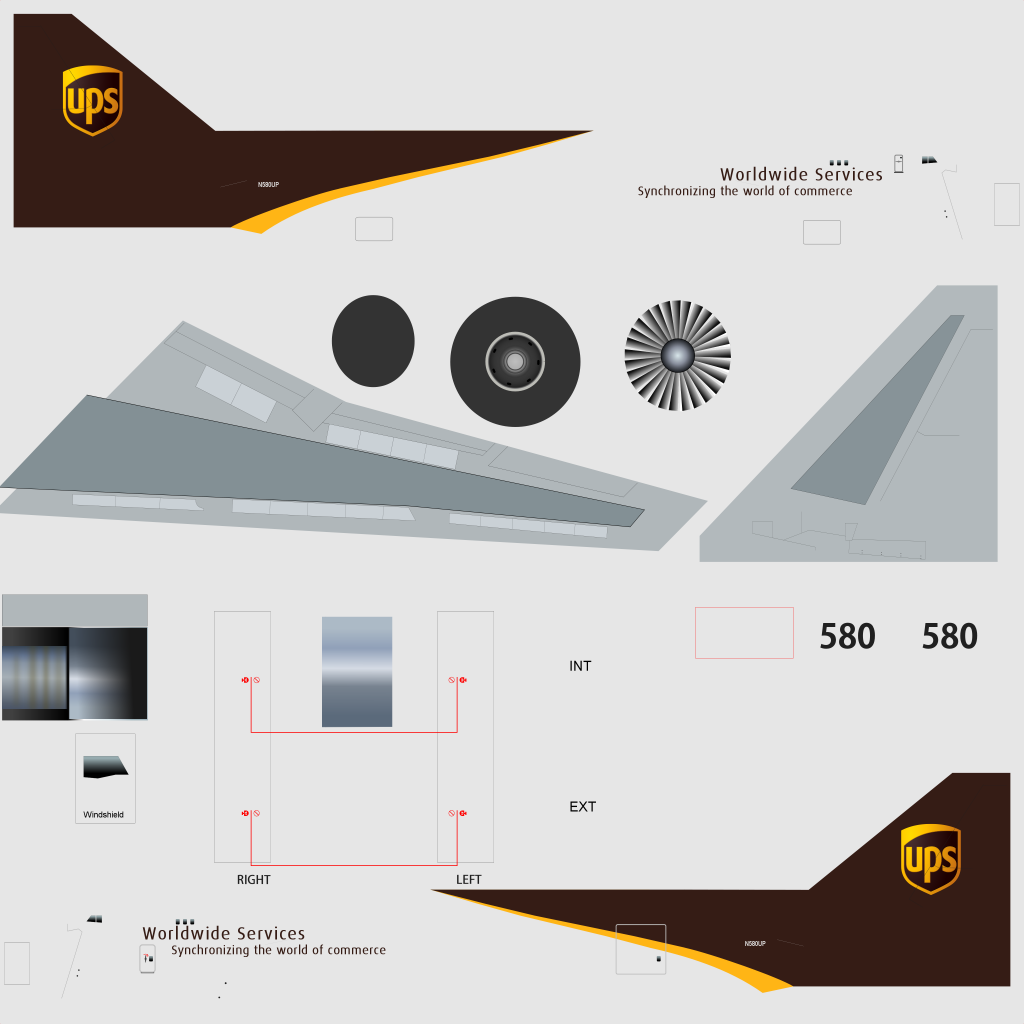 ups
N580UP
Worldwide Services
Synchronizing the world of commerce
580
580
INT
Windshield
EXT
RIGHT
LEFT
ups
Worldwide Services
Synchronizing the world of commerce
N580UP